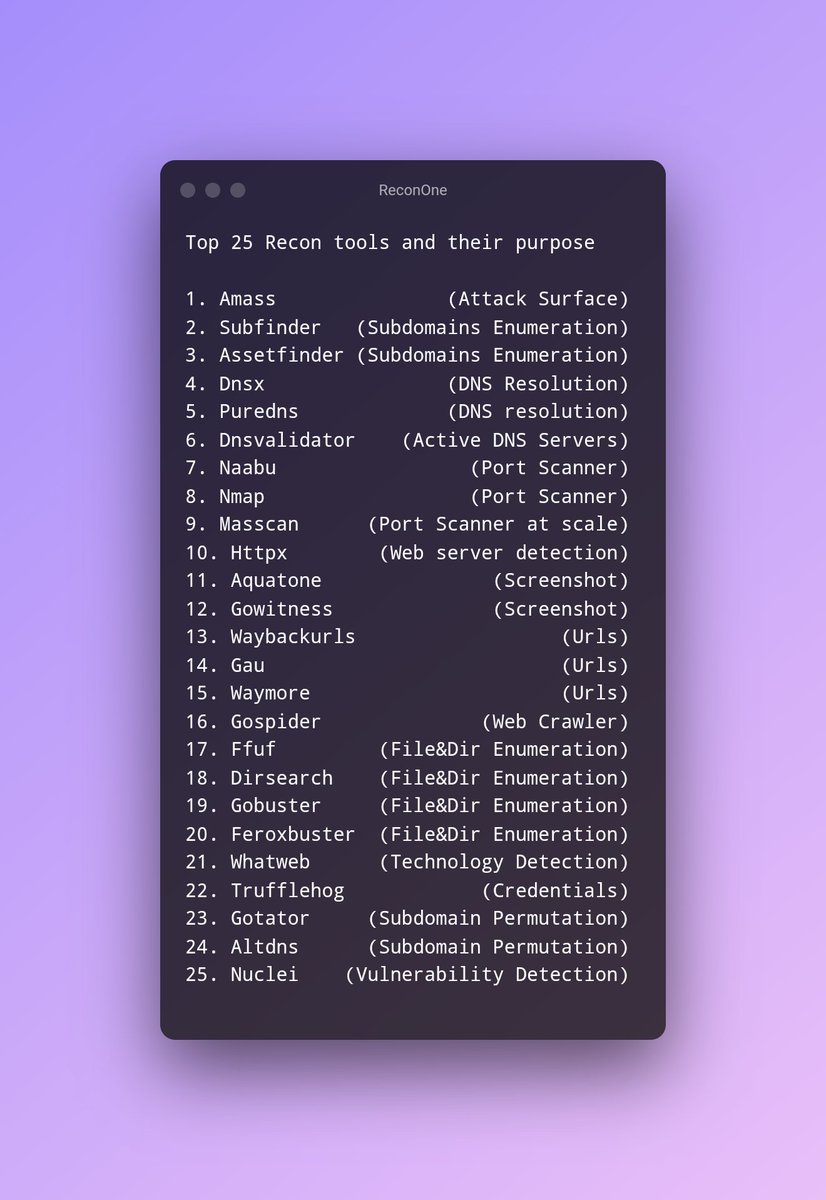 ReconOne
Top 25 Recon tools and their purpose
1. Amass (Attack Surface)
2. Subfinder (Subdomains Enumeration)
3. Assetfinder (Subdomains Enumeration)
4. Dnsx (DNS Resolution)
5. Puredns (DNS resolution)
6. Dnsvalidator (Active DNS Servers)
7. Naabu (Port Scanner)
8. Nmap (Port Scanner)
9. Masscan (Port Scanner at scale)
10. Httpx (Web server detection)
11. Aquatone (Screenshot)
12. Gowitness (Screenshot)
13. Waybackurls (Urls)
14. Gau (Urls)
15. Waymore (Urls)
16. Gospider (Web Crawler)
17. Ffuf (File&Dir Enumeration)
18. Dirsearch (File&Dir Enumeration)
19. Gobuster (File&Dir Enumeration)
20. Feroxbuster (File&Dir Enumeration)
21. Whatweb (Technology Detection)
22. Trufflehog (Credentials)
23. Gotator (Subdomain Permutation)
24. Altdns (Subdomain Permutation)
25. Nuclei (Vulnerability Detection)